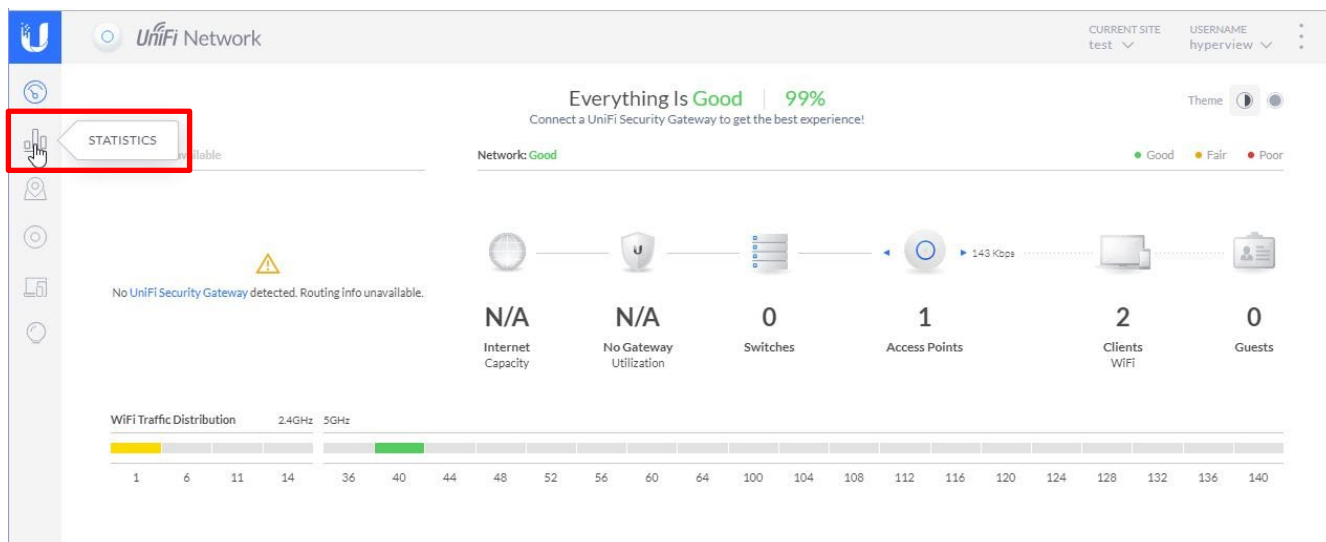 UniFi Network
CURRENT SITE
test
USERNAME
hyperview
Everything Is Good | 99%
Connect a UniFi Security Gateway to get the best experience!
Theme
STATISTICS
Network: Good
Good Fair Poor
143 Kbps
No UniFi Security Gateway detected. Routing info unavailable.
N/A
Internet
Capacity
N/A
No Gateway
Utilization
0
Switches
1
Access Points
2
Clients
WiFi
0
Guests
WiFi Traffic Distribution 2.4GHz 5GHz
1 6 11 14 36 40 44 48 52 56 60 64 100 104 108 112 116 120 124 128 132 136 140